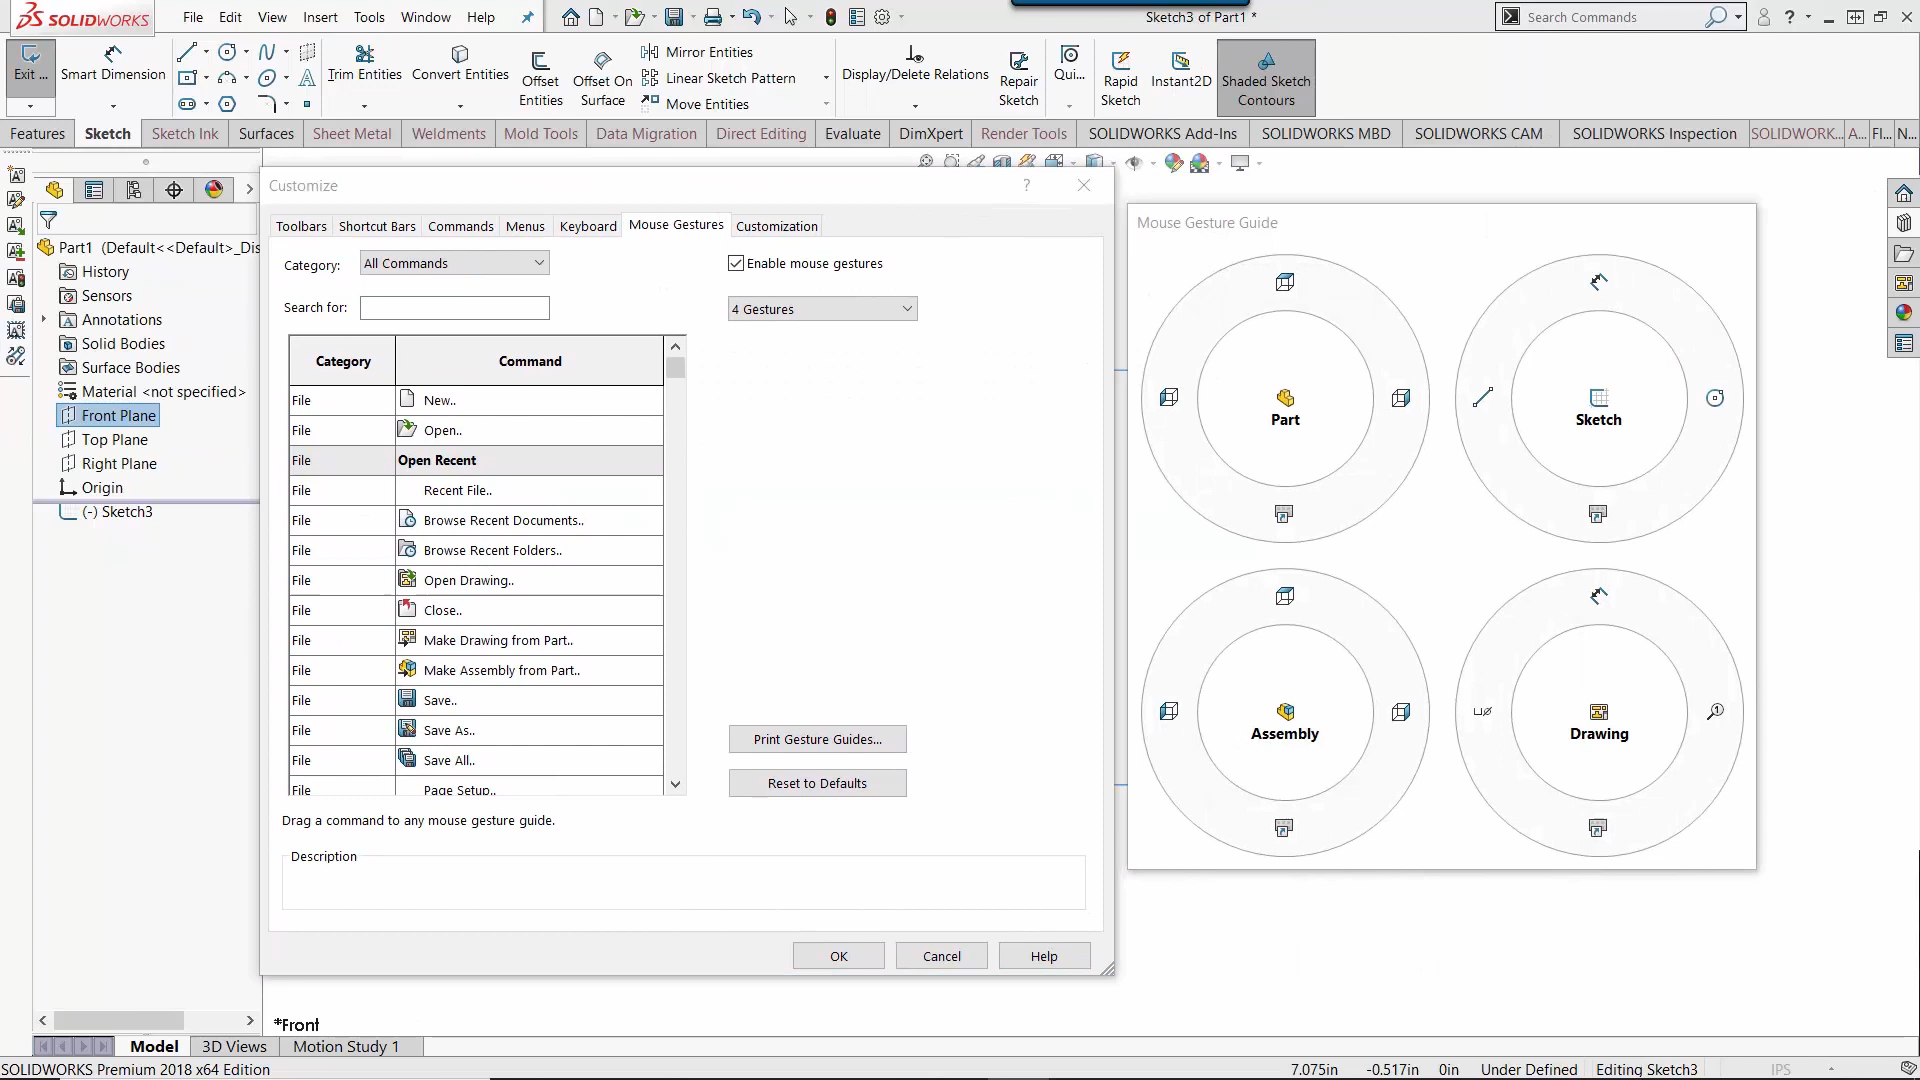 SOLIDWORKS File Edit View Insert Tools Window Help Sketch3 of Part1 * Search Commands ?
Exit ... Smart Dimension Trim Entities Convert Entities Offset Entities Offset On Surface Mirror Entities Linear Sketch Pattern Move Entities Display/Delete Relations Repair Sketch Qui... Rapid Sketch Instant2D Shaded Sketch Contours
Features Sketch Sketch Ink Surfaces Sheet Metal Weldments Mold Tools Data Migration Direct Editing Evaluate DimXpert Render Tools SOLIDWORKS Add-Ins SOLIDWORKS MBD SOLIDWORKS CAM SOLIDWORKS Inspection SOLIDWORK... A... Fl... N...
Part1 (Default<<Default>_Dis
History
Sensors
Annotations
Solid Bodies
Surface Bodies
Material <not specified>
Front Plane
Top Plane
Right Plane
Origin
(-) Sketch3
Customize ?
Toolbars Shortcut Bars Commands Menus Keyboard Mouse Gestures Customization
Category: All Commands Enable mouse gestures
Search for: 4 Gestures
Category Command
File New..
File Open..
File Open Recent
File Recent File..
File Browse Recent Documents..
File Browse Recent Folders..
File Open Drawing..
File Close..
File Make Drawing from Part..
File Make Assembly from Part..
File Save..
File Save As..
File Save All..
File Page Setup..
Print Gesture Guides...
Reset to Defaults
Drag a command to any mouse gesture guide.
Description
OK Cancel Help
Mouse Gesture Guide
Part Sketch
Assembly Drawing
*Front
Model 3D Views Motion Study 1
SOLIDWORKS Premium 2018 x64 Edition 7.075in -0.517in 0in Under Defined Editing Sketch3 IPS